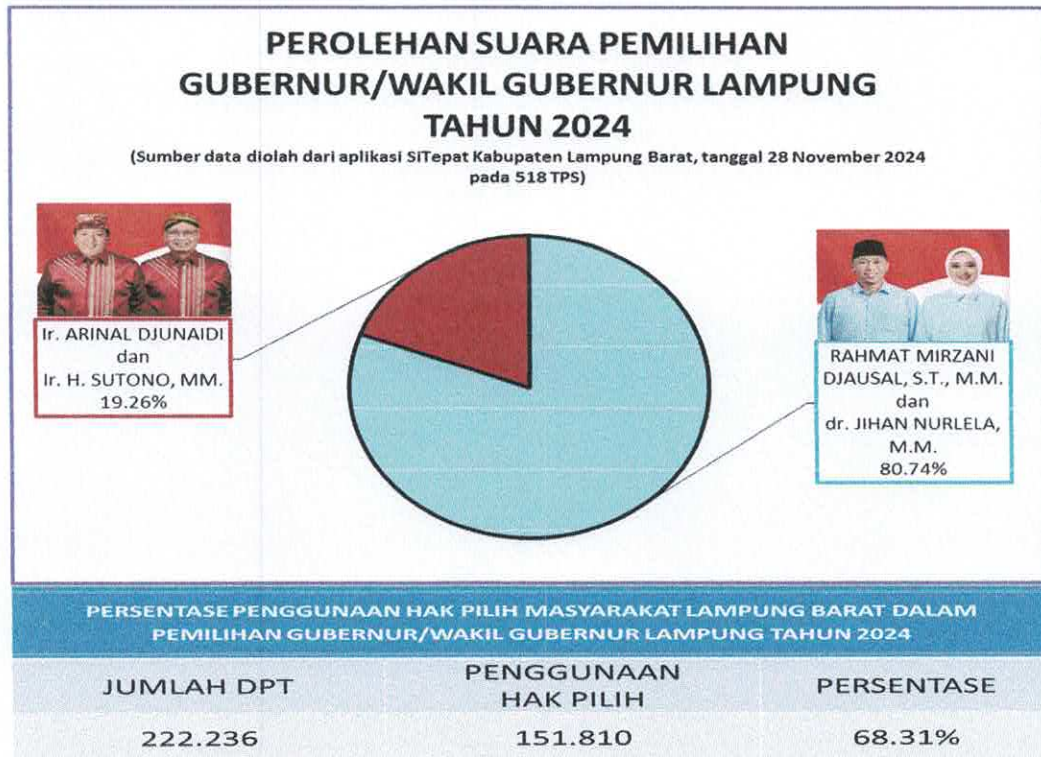 PEROLEHAN SUARA PEMILIHAN
GUBERNUR/WAKIL GUBERNUR LAMPUNG
TAHUN 2024
(Sumber data diolah dari aplikasi SiTepat Kabupaten Lampung Barat, tanggal 28 November 2024
pada 518 TPS)
Ir. ARINAL DJUNAIDI
dan
Ir. H. SUTONO, MM.
19.26%
RAHMAT MIRZANI
DJAUSAL, S.T., M.M.
dan
dr. JIHAN NURLELA,
M.M.
80.74%
PERSENTASE PENGGUNAAN HAK PILIH MASYARAKAT LAMPUNG BARAT DALAM
PEMILIHAN GUBERNUR/WAKIL GUBERNUR LAMPUNG TAHUN 2024
JUMLAH DPT
PENGGUNAAN
HAK PILIH
PERSENTASE
222.236
151.810
68.31%